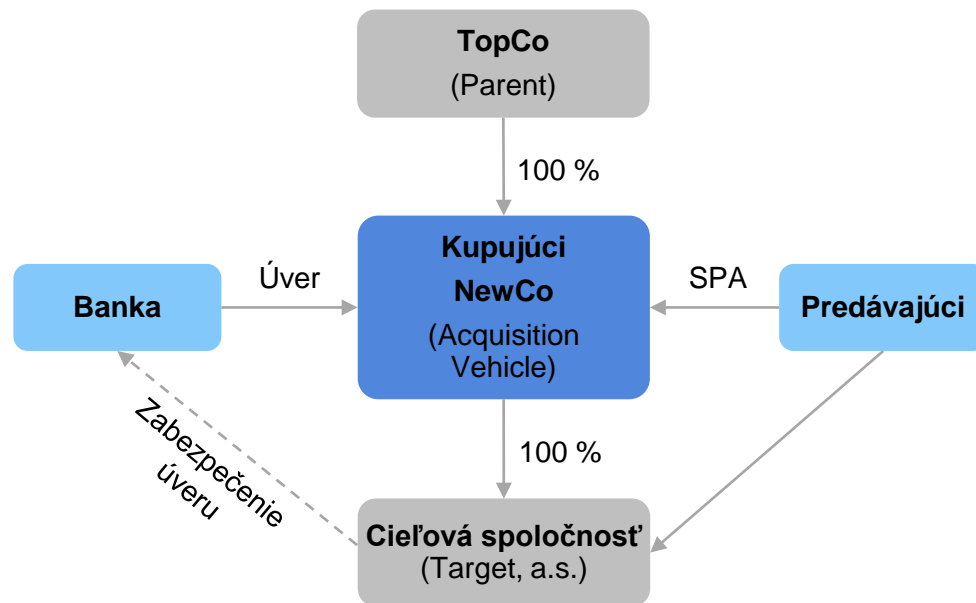 TopCo
(Parent)
100 %
Kupujúci
NewCo
(Acquisition
Vehicle)
Banka
Úver
SPA
Predávajúci
Zabezpečenie
úveru
100 %
Cieľová spoločnosť
(Target, a.s.)